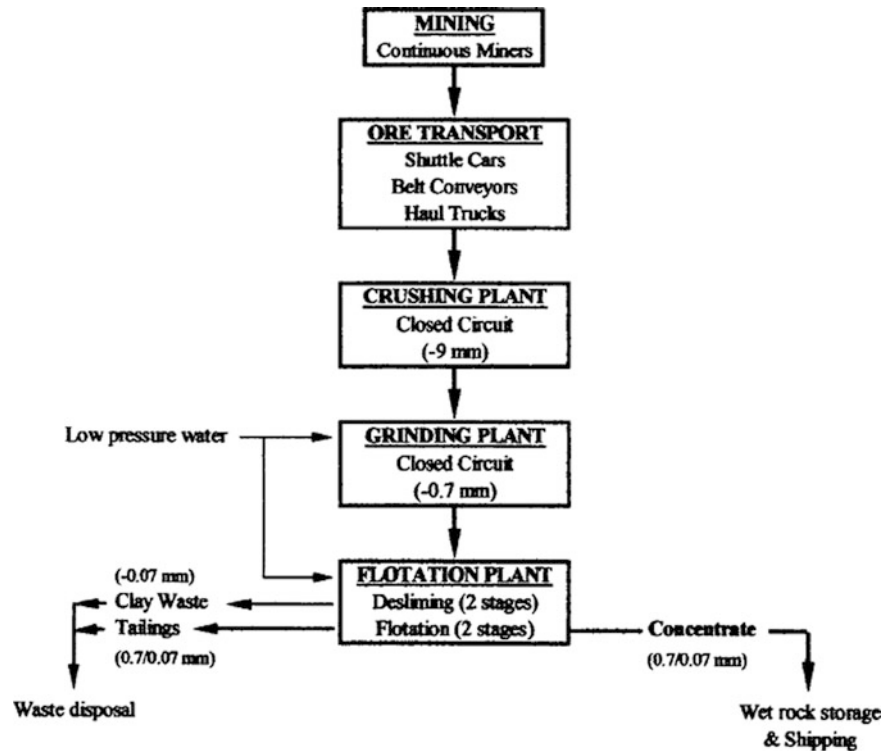 MINING
Continuous Miners
ORE TRANSPORT
Shuttle Cars
Belt Conveyors
Haul Trucks
CRUSHING PLANT
Closed Circuit
(-9 mm)
Low pressure water
GRINDING PLANT
Closed Circuit
(-0.7 mm)
FLOTATION PLANT
Desliming (2 stages)
Flotation (2 stages)
(-0.07 mm)
Clay Waste
Tailings
(0.7/0.07 mm)
Waste disposal
Concentrate
(0.7/0.07 mm)
Wet rock storage
& Shipping